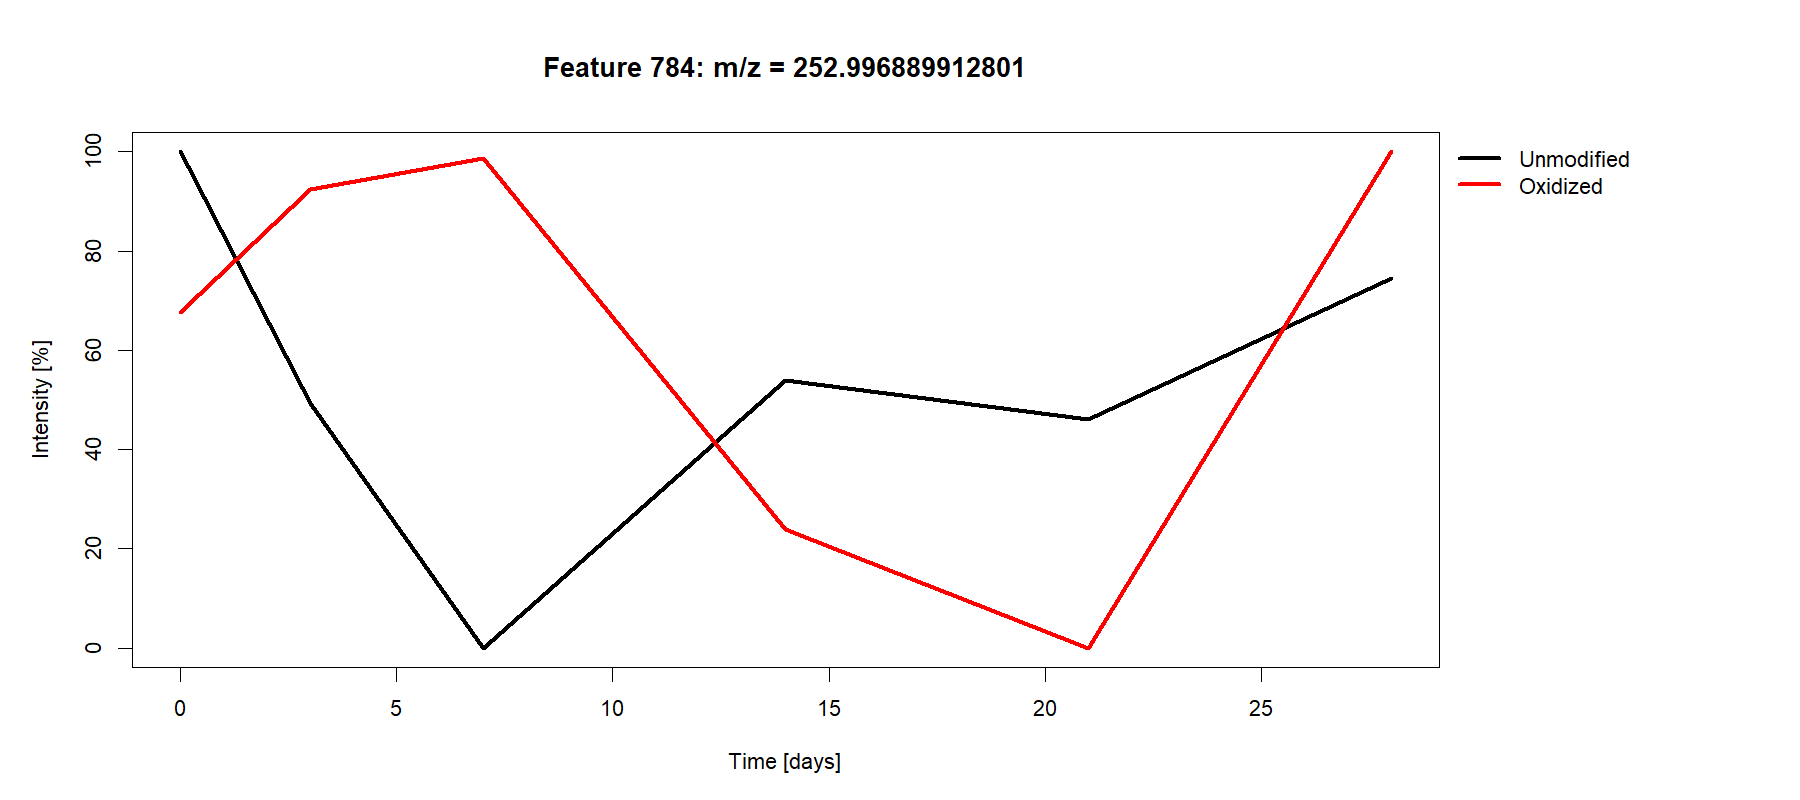 Feature 784: m/z = 252.996889912801
Unmodified
Oxidized
Intensity [%]
100
80
60
40
20
0
0 5 10 15 20 25
Time [days]